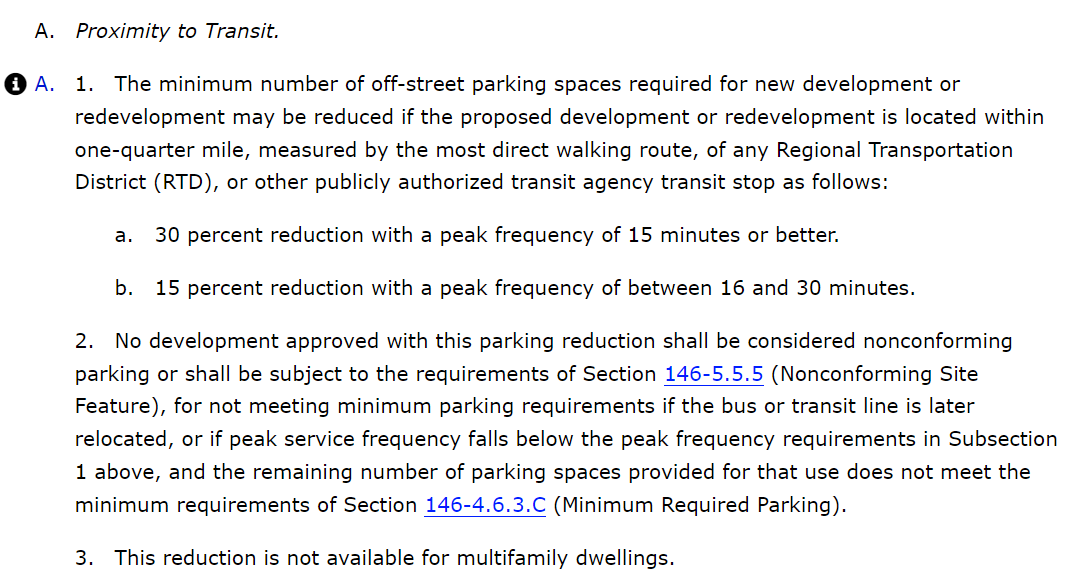 A. Proximity to Transit.
A. 1. The minimum number of off-street parking spaces required for new development or
redevelopment may be reduced if the proposed development or redevelopment is located within
one-quarter mile, measured by the most direct walking route, of any Regional Transportation
District (RTD), or other publicly authorized transit agency transit stop as follows:
a. 30 percent reduction with a peak frequency of 15 minutes or better.
b. 15 percent reduction with a peak frequency of between 16 and 30 minutes.
2. No development approved with this parking reduction shall be considered nonconforming
parking or shall be subject to the requirements of Section 146-5.5.5 (Nonconforming Site
Feature), for not meeting minimum parking requirements if the bus or transit line is later
relocated, or if peak service frequency falls below the peak frequency requirements in Subsection
1 above, and the remaining number of parking spaces provided for that use does not meet the
minimum requirements of Section 146-4.6.3.C (Minimum Required Parking).
3. This reduction is not available for multifamily dwellings.